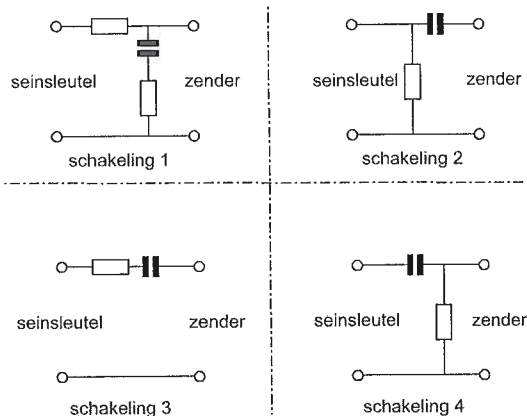 seinsleutel zender
schakeling 1
seinsleutel zender
schakeling 2
seinsleutel zender
schakeling 3
seinsleutel zender
schakeling 4